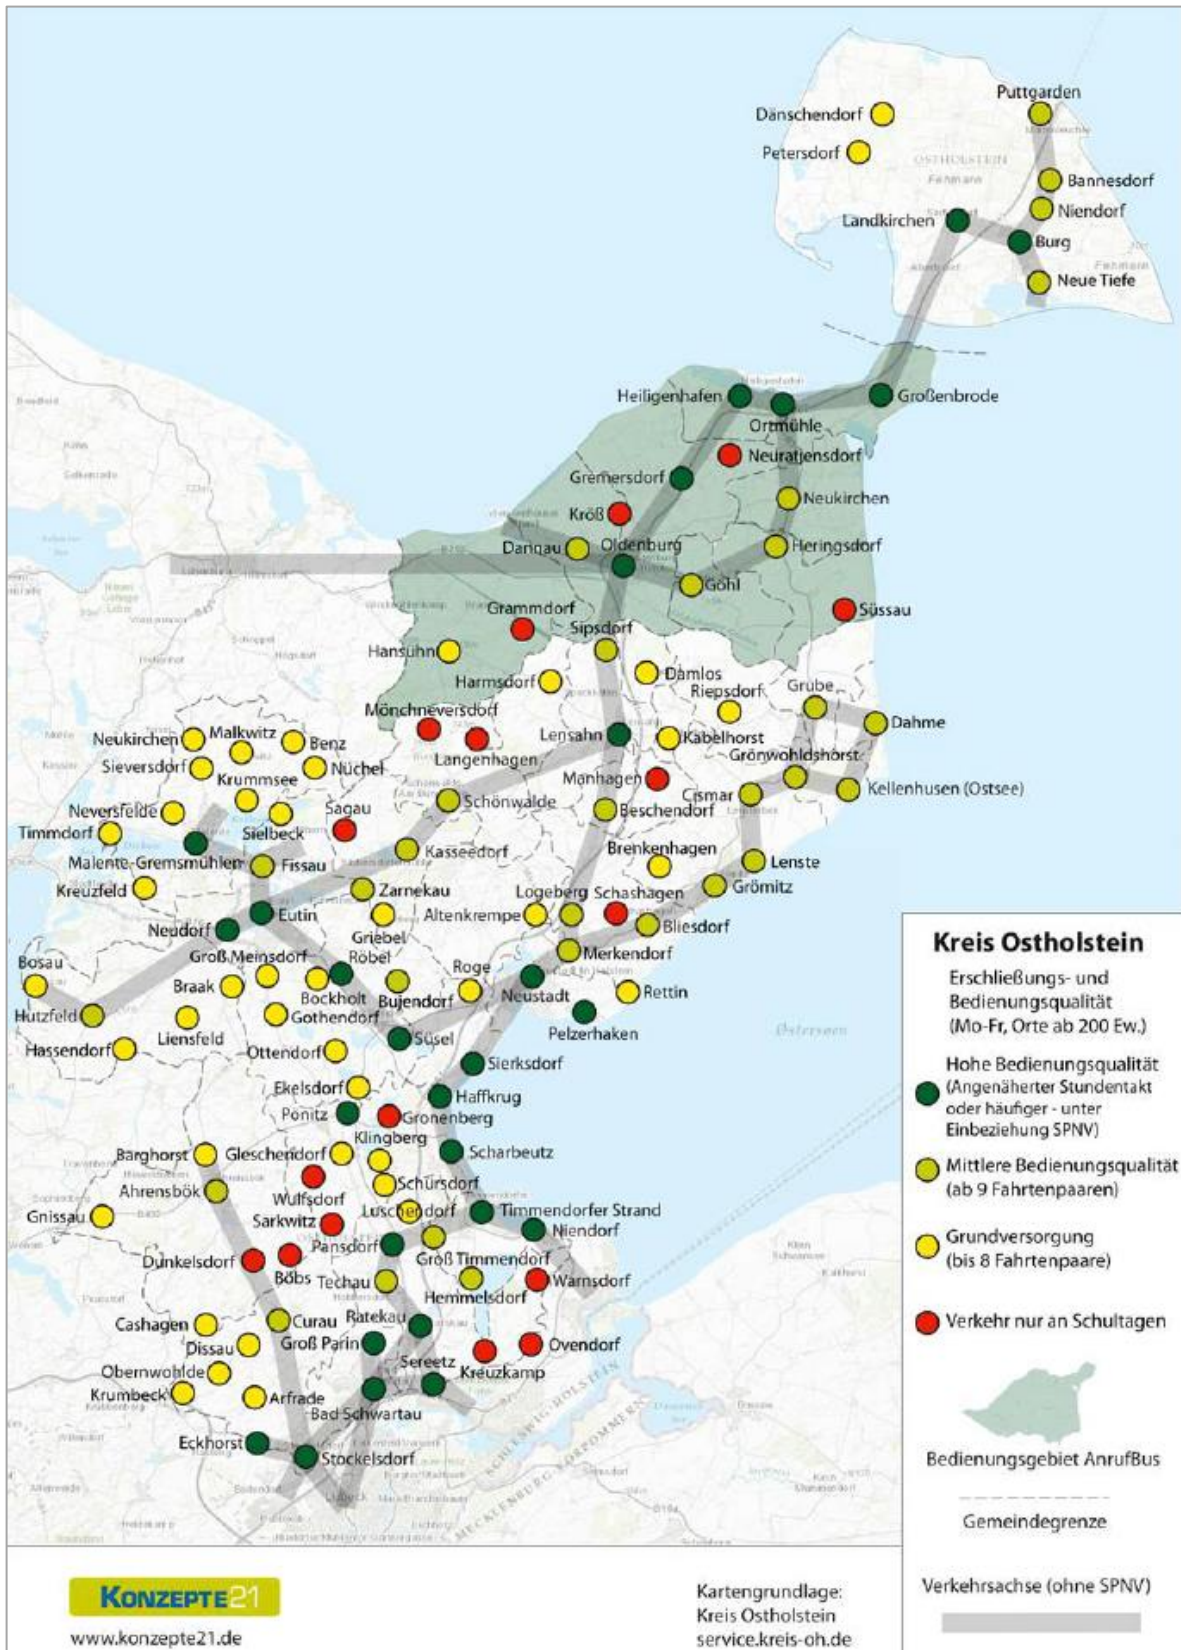 Puttgarden
Dänschendorf
Petersdorf
OSTHOLSTEIN
Fehmarn
Bannesdorf
Niendorf
Landkirchen
Burg
Neue Tiefe
Heiligenhafen
Großenbrode
Ortmühle
Neuratjensdorf
Gremersdorf
Neukirchen
Kröß
Dannau
Oldenburg
Heringsdorf
Göhl
Grammdorf
Süssau
Sipsdorf
Hansühn
Damlos
Harmsdorf
Riepsdorf
Grube
Mönchneversdorf
Dahme
Neukirchen
Malkwitz
Benz
Langenhagen
Lensahn
Kabelhorst
Grönwohldshorst
Sieversdorf
Nüchel
Krummsee
Manhagen
Cismar
Kellenhusen (Ostsee)
Neversfelde
Sagau
Schönwalde
Beschendorf
Timmdorf
Sielbeck
Malente-Gremsmühlen
Fissau
Kasseedorf
Brenkenhagen
Lenste
Kreuzfeld
Zarnekau
Logeberg
Schashagen
Grömitz
Eutin
Griebel
Altenkrempe
Bliesdorf
Neudorf
Merkendorf
Bosau
Groß Meinsdorf
Röbel
Roge
Braak
Bockholt
Bujendorf
Neustadt
Rettin
Hutzfeld
Liensfeld
Gothendorf
Pelzerhaken
Süsel
Hassendorf
Ottendorf
Sierksdorf
Ekelsdorf
Haffkrug
Pönitz
Gronenberg
Klingberg
Barghorst
Gleschendorf
Scharbeutz
Ahrensbök
Schürsdorf
Wulfsdorf
Gnissau
Luschendorf
Timmendorfer Strand
Sarkwitz
Niendorf
Pansdorf
Groß Timmendorf
Dunkelsdorf
Böbs
Techau
Hemmelsdorf
Warnsdorf
Cashagen
Curau
Ratekau
Dissau
Groß Parin
Ovendorf
Obernwohlde
Sereetz
Kreuzkamp
Krumbeck
Arfrade
Bad Schwartau
Eckhorst
Stockelsdorf
SCHLESWIG-HOLSTEIN
MECKLENBURG-VORPOMMERN
Kreis Ostholstein
Erschließungs- und
Bedienungsqualität
(Mo-Fr, Orte ab 200 Ew.)
Hohe Bedienungsqualität
(Angenäherter Stundentakt
oder häufiger - unter
Einbeziehung SPNV)
Mittlere Bedienungsqualität
(ab 9 Fahrtenpaaren)
Grundversorgung
(bis 8 Fahrtenpaare)
Verkehr nur an Schultagen
Bedienungsgebiet AnrufBus
Gemeindegrenze
Verkehrsachse (ohne SPNV)
KONZEPTE21
www.konzepte21.de
Kartengrundlage:
Kreis Ostholstein
service.kreis-oh.de